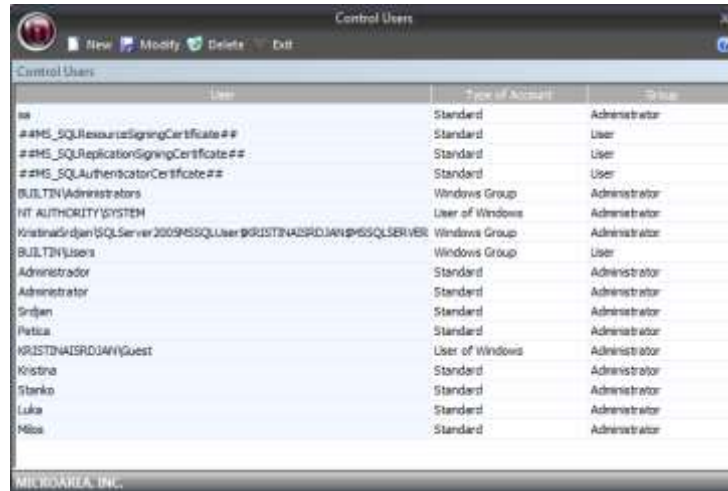 Control Users
New Modify Delete Exit
Control Users
User Type of Account Group
sa Standard Administrator
##MS_SQLResourceSigningCertificate## Standard User
##MS_SQLReplicationSigningCertificate## Standard User
##MS_SQLAuthenticatorCertificate## Standard User
BUILTIN\Administrators Windows Group Administrator
NT AUTHORITY\SYSTEM User of Windows Administrator
KristinaiSrdjan\SQLServer2005MSSQLUser$KRISTINAISRDJAN$MSSQLSERVER Windows Group Administrator
BUILTIN\Users Windows Group User
Administrador Standard Administrator
Administrator Standard Administrator
Srdjan Standard Administrator
Petica Standard Administrator
KRISTINAISRDJAN\Guest User of Windows Administrator
Kristina Standard Administrator
Stanko Standard Administrator
Luka Standard Administrator
Milos Standard Administrator
MICROAREA, INC.